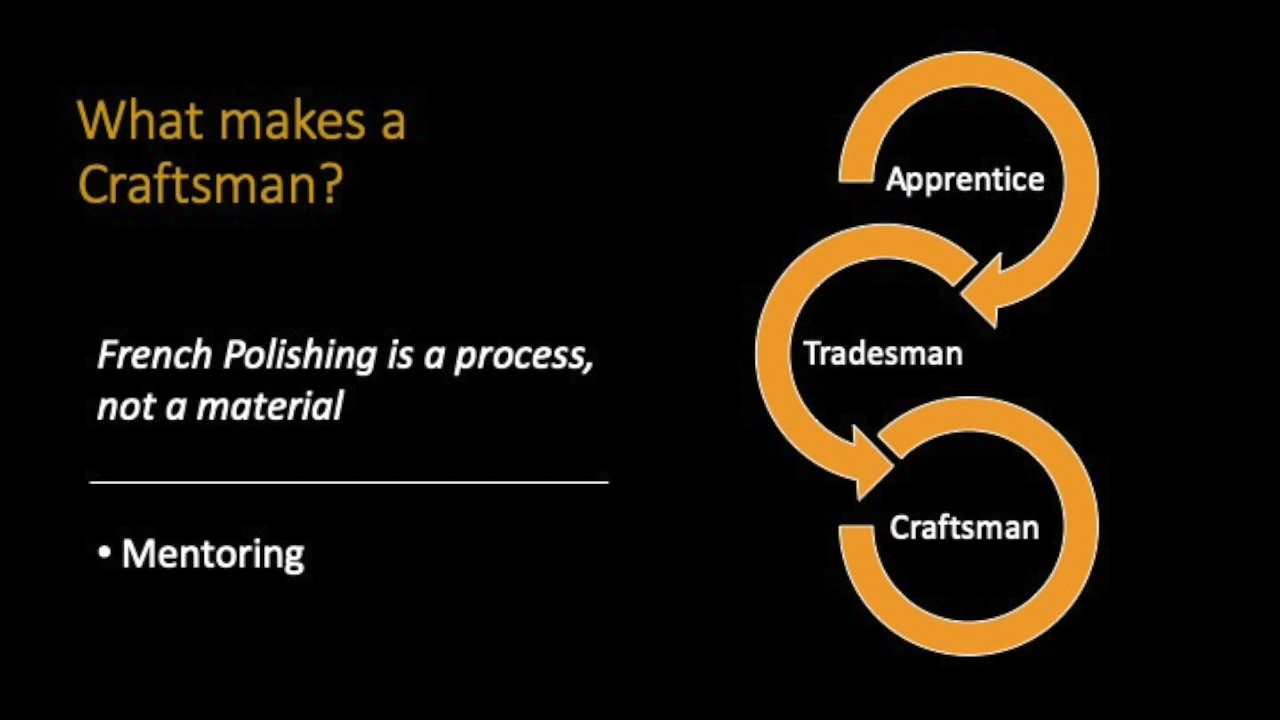 What makes a
Craftsman?
French Polishing is a process,
not a material
• Mentoring
Apprentice
Tradesman
Craftsman